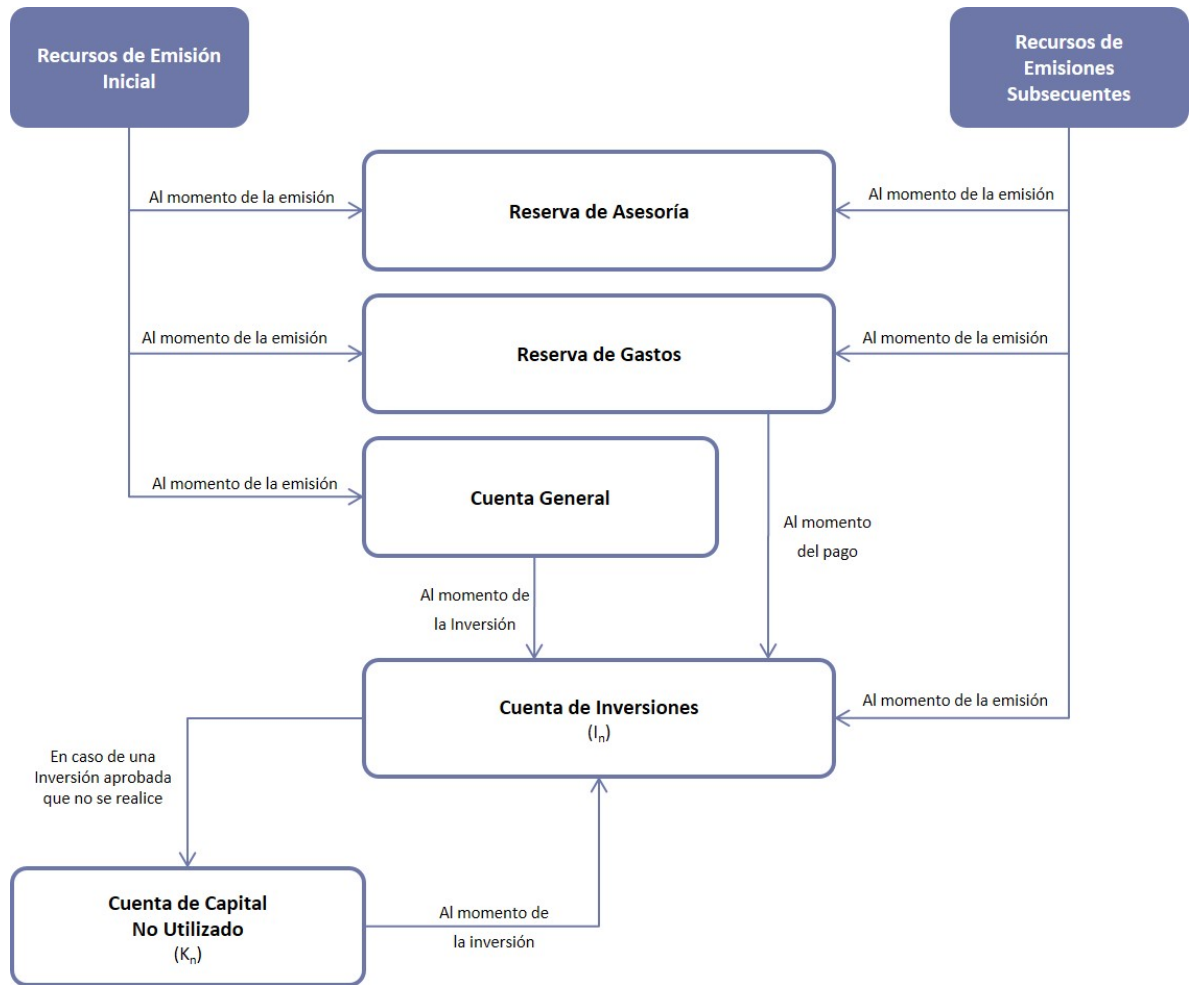 Recursos de Emisión
Inicial
Recursos de
Emisiones
Subsecuentes
Al momento de la emisión
Reserva de Asesoría
Al momento de la emisión
Al momento de la emisión
Reserva de Gastos
Al momento de la emisión
Al momento de la emisión
Cuenta General
Al momento
del pago
Al momento de
la Inversión
Cuenta de Inversiones
(Iₙ)
Al momento de la emisión
En caso de una
Inversión aprobada
que no se realice
Cuenta de Capital
No Utilizado
(Kₙ)
Al momento de
la inversión